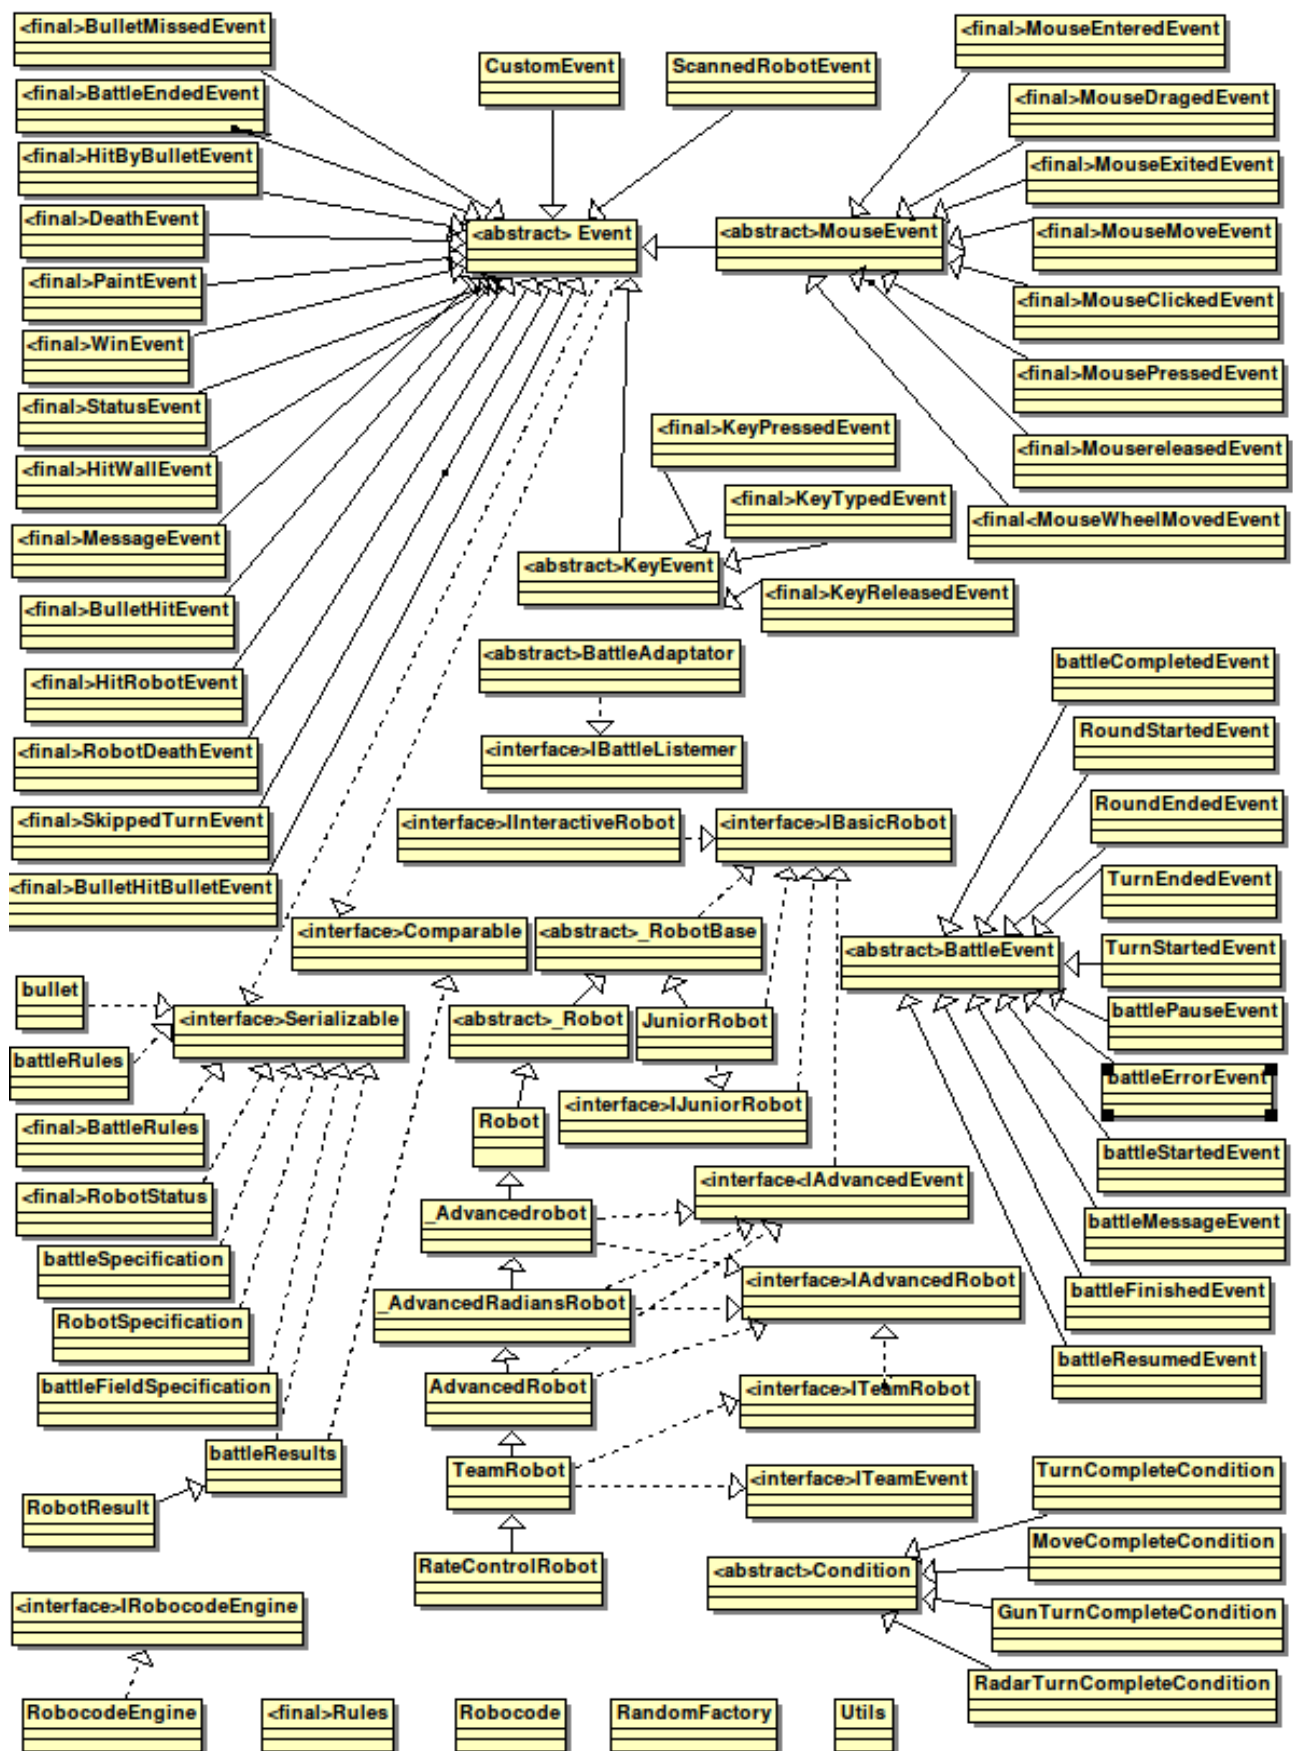 <final>BulletMissedEvent
<final>MouseEnteredEvent
CustomEvent
ScannedRobotEvent
<final>BattleEndedEvent
<final>MouseDragedEvent
<final>HitByBulletEvent
<final>MouseExitedEvent
<final>DeathEvent
<abstract> Event
<abstract>MouseEvent
<final>MouseMoveEvent
<final>PaintEvent
<final>MouseClickedEvent
<final>WinEvent
<final>MousePressedEvent
<final>StatusEvent
<final>KeyPressedEvent
<final>MousereleasedEvent
<final>HitWallEvent
<final>KeyTypedEvent
<final<MouseWheelMovedEvent
<final>MessageEvent
<abstract>KeyEvent
<final>KeyReleasedEvent
<final>BulletHitEvent
<abstract>BattleAdaptator
battleCompletedEvent
<final>HitRobotEvent
RoundStartedEvent
<final>RobotDeathEvent
<interface>IBattleListemer
RoundEndedEvent
<final>SkippedTurnEvent
<interface>IInteractiveRobot
<interface>IBasicRobot
TurnEndedEvent
<final>BulletHitBulletEvent
<interface>Comparable
<abstract>_RobotBase
<abstract>BattleEvent
TurnStartedEvent
bullet
<interface>Serializable
<abstract>_Robot
JuniorRobot
battlePauseEvent
battleRules
battleErrorEvent
<interface>IJuniorRobot
<final>BattleRules
Robot
battleStartedEvent
<final>RobotStatus
<interface<IAdvancedEvent
_Advancedrobot
battleMessageEvent
battleSpecification
<interface>IAdvancedRobot
battleFinishedEvent
RobotSpecification
_AdvancedRadiansRobot
battleResumedEvent
battleFieldSpecification
AdvancedRobot
<interface>ITeamRobot
battleResults
TeamRobot
<interface>ITeamEvent
TurnCompleteCondition
RobotResult
RateControlRobot
<abstract>Condition
MoveCompleteCondition
<interface>IRobocodeEngine
GunTurnCompleteCondition
RadarTurnCompleteCondition
RobocodeEngine
<final>Rules
Robocode
RandomFactory
Utils